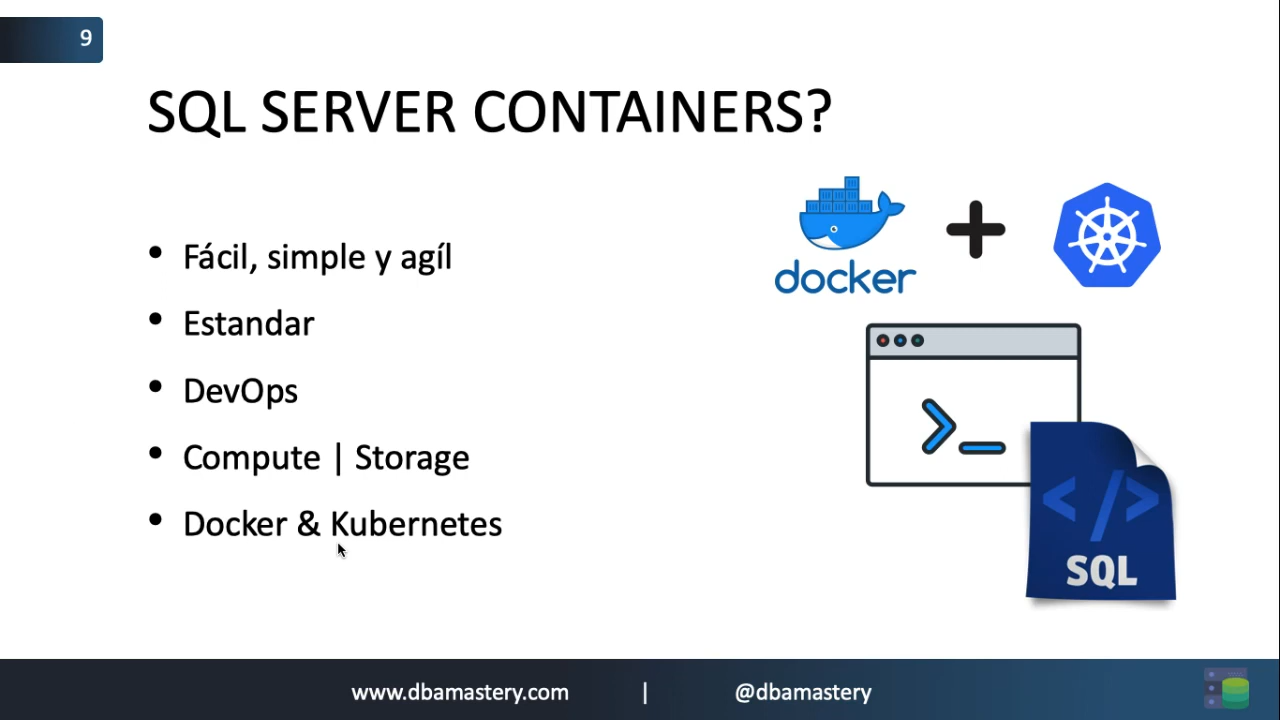 9
SQL SERVER CONTAINERS?
• Fácil, simple y agíl
• Estandar
• DevOps
• Compute | Storage
• Docker & Kubernetes
docker
>_
</>
SQL
www.dbamastery.com | @dbamastery